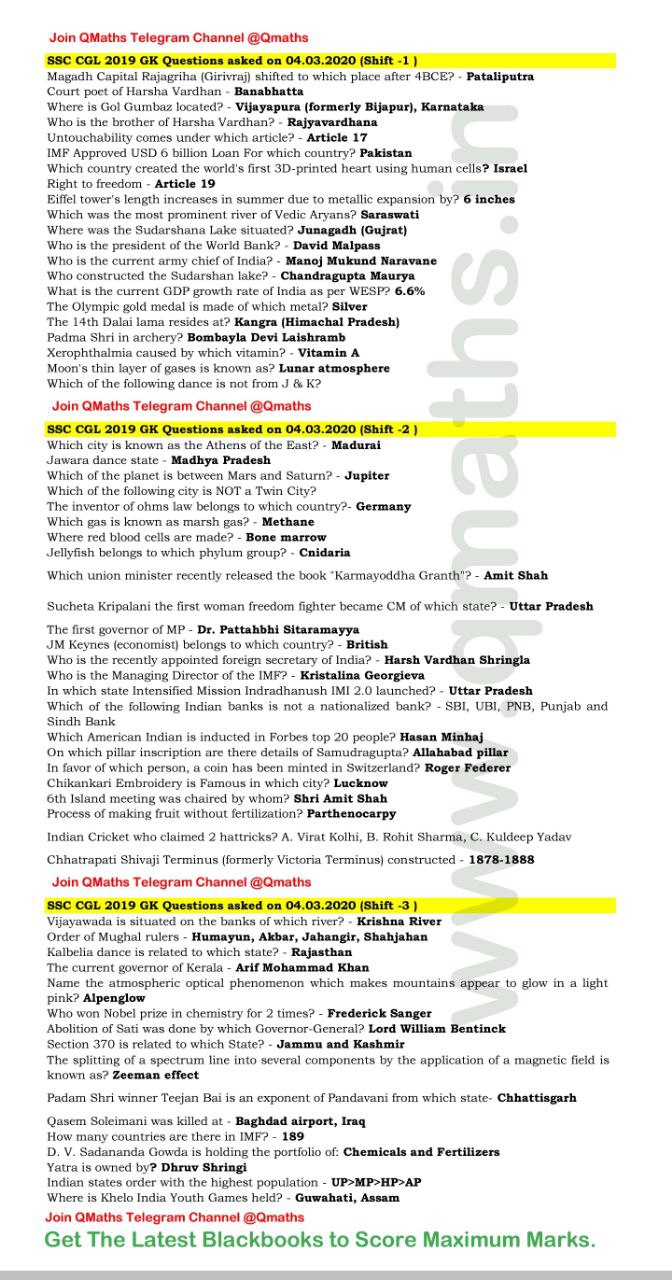 Join QMaths Telegram Channel @Qmaths
SSC CGL 2019 GK Questions asked on 04.03.2020 (Shift -1 )
Magadh Capital Rajagriha (Girivraj) shifted to which place after 4BCE? - Pataliputra
Court poet of Harsha Vardhan - Banabhatta
Where is Gol Gumbaz located? - Vijayapura (formerly Bijapur), Karnataka
Who is the brother of Harsha Vardhan? - Rajyavardhana
Untouchability comes under which article? - Article 17
IMF Approved USD 6 billion Loan For which country? Pakistan
Which country created the world's first 3D-printed heart using human cells? Israel
Right to freedom - Article 19
Eiffel tower's length increases in summer due to metallic expansion by? 6 inches
Which was the most prominent river of Vedic Aryans? Saraswati
Where was the Sudarshana Lake situated? Junagadh (Gujrat)
Who is the president of the World Bank? - David Malpass
Who is the current army chief of India? - Manoj Mukund Naravane
Who constructed the Sudarshan lake? - Chandragupta Maurya
What is the current GDP growth rate of India as per WESP? 6.6%
The Olympic gold medal is made of which metal? Silver
The 14th Dalai lama resides at? Kangra (Himachal Pradesh)
Padma Shri in archery? Bombayla Devi Laishramb
Xerophthalmia caused by which vitamin? - Vitamin A
Moon's thin layer of gases is known as? Lunar atmosphere
Which of the following dance is not from J & K?
Join QMaths Telegram Channel @Qmaths
SSC CGL 2019 GK Questions asked on 04.03.2020 (Shift -2 )
Which city is known as the Athens of the East? - Madurai
Jawara dance state - Madhya Pradesh
Which of the planet is between Mars and Saturn? - Jupiter
Which of the following city is NOT a Twin City?
The inventor of ohms law belongs to which country?- Germany
Which gas is known as marsh gas? - Methane
Where red blood cells are made? - Bone marrow
Jellyfish belongs to which phylum group? - Cnidaria
Which union minister recently released the book "Karmayoddha Granth"? - Amit Shah
Sucheta Kripalani the first woman freedom fighter became CM of which state? - Uttar Pradesh
The first governor of MP - Dr. Pattahbhi Sitaramayya
JM Keynes (economist) belongs to which country? - British
Who is the recently appointed foreign secretary of India? - Harsh Vardhan Shringla
Who is the Managing Director of the IMF? - Kristalina Georgieva
In which state Intensified Mission Indradhanush IMI 2.0 launched? - Uttar Pradesh
Which of the following Indian banks is not a nationalized bank? - SBI, UBI, PNB, Punjab and
Sindh Bank
Which American Indian is inducted in Forbes top 20 people? Hasan Minhaj
On which pillar inscription are there details of Samudragupta? Allahabad pillar
In favor of which person, a coin has been minted in Switzerland? Roger Federer
Chikankari Embroidery is Famous in which city? Lucknow
6th Island meeting was chaired by whom? Shri Amit Shah
Process of making fruit without fertilization? Parthenocarpy
Indian Cricket who claimed 2 hattricks? A. Virat Kolhi, B. Rohit Sharma, C. Kuldeep Yadav
Chhatrapati Shivaji Terminus (formerly Victoria Terminus) constructed - 1878-1888
Join QMaths Telegram Channel @Qmaths
SSC CGL 2019 GK Questions asked on 04.03.2020 (Shift -3 )
Vijayawada is situated on the banks of which river? - Krishna River
Order of Mughal rulers - Humayun, Akbar, Jahangir, Shahjahan
Kalbelia dance is related to which state? - Rajasthan
The current governor of Kerala - Arif Mohammad Khan
Name the atmospheric optical phenomenon which makes mountains appear to glow in a light
pink? Alpenglow
Who won Nobel prize in chemistry for 2 times? - Frederick Sanger
Abolition of Sati was done by which Governor-General? Lord William Bentinck
Section 370 is related to which State? - Jammu and Kashmir
The splitting of a spectrum line into several components by the application of a magnetic field is
known as? Zeeman effect
Padam Shri winner Teejan Bai is an exponent of Pandavani from which state- Chhattisgarh
Qasem Soleimani was killed at - Baghdad airport, Iraq
How many countries are there in IMF? - 189
D. V. Sadananda Gowda is holding the portfolio of: Chemicals and Fertilizers
Yatra is owned by? Dhruv Shringi
Indian states order with the highest population - UP>MP>HP>AP
Where is Khelo India Youth Games held? - Guwahati, Assam
Join QMaths Telegram Channel @Qmaths
Get The Latest Blackbooks to Score Maximum Marks.
www.qmaths.in